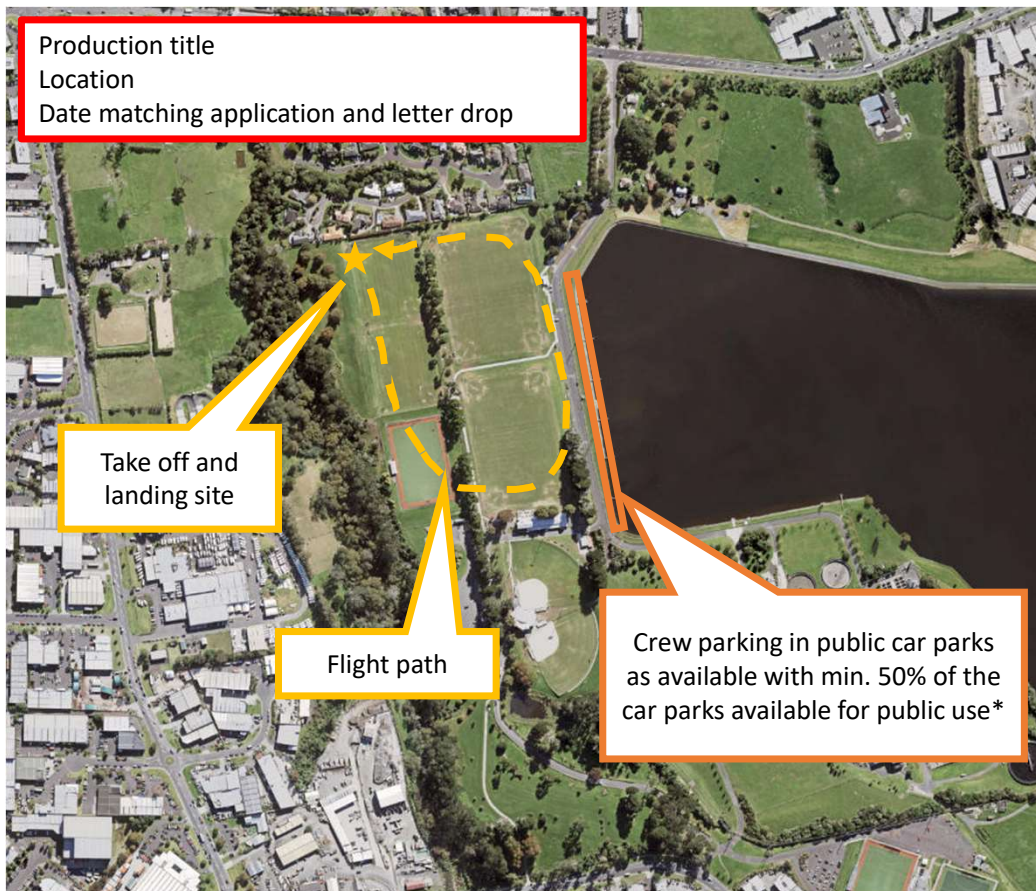 Production title
Location
Date matching application and letter drop
Take off and
landing site
Flight path
Crew parking in public car parks
as available with min. 50% of the
car parks available for public use*